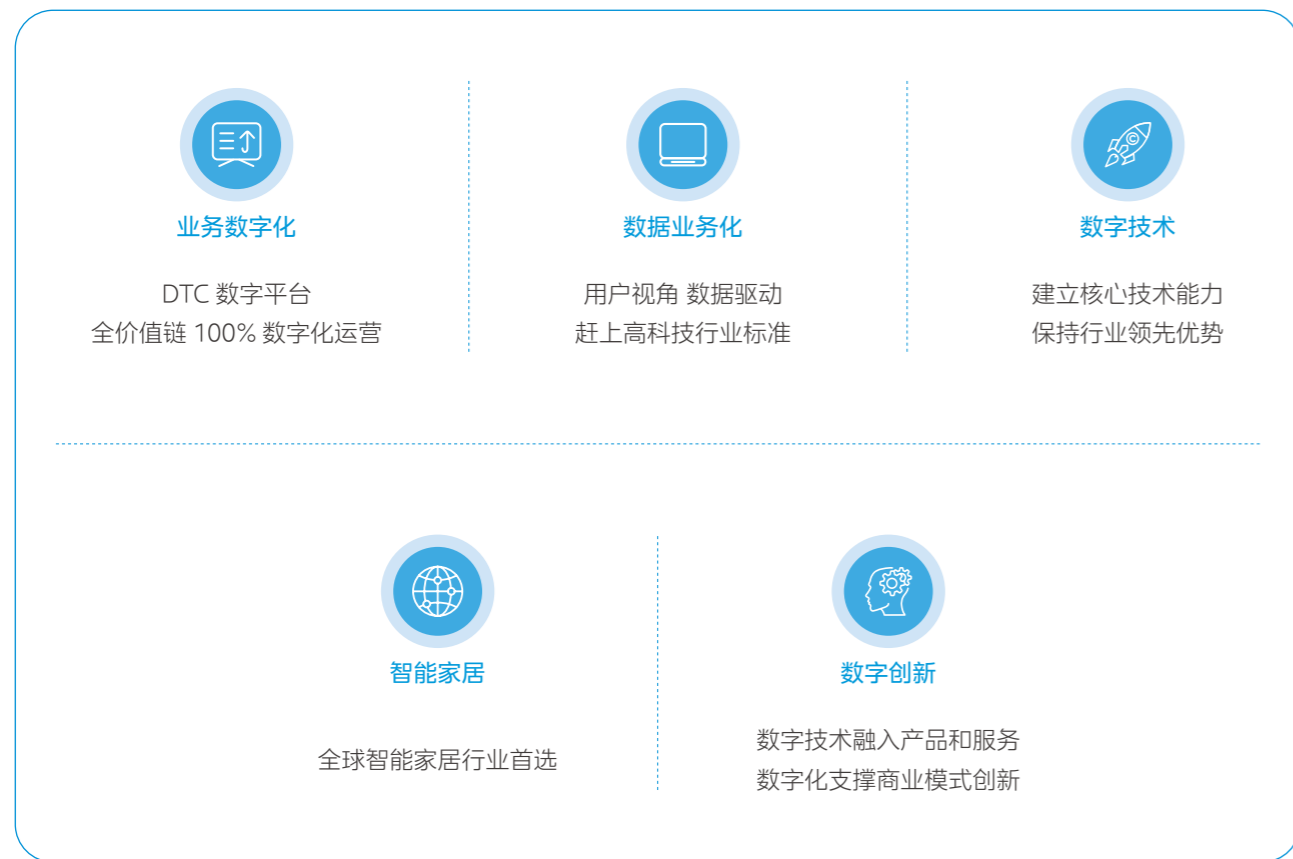 业务数字化
DTC 数字平台
全价值链 100% 数字化运营
数据业务化
用户视角 数据驱动
赶上高科技行业标准
数字技术
建立核心技术能力
保持行业领先优势
智能家居
全球智能家居行业首选
数字创新
数字技术融入产品和服务
数字化支撑商业模式创新